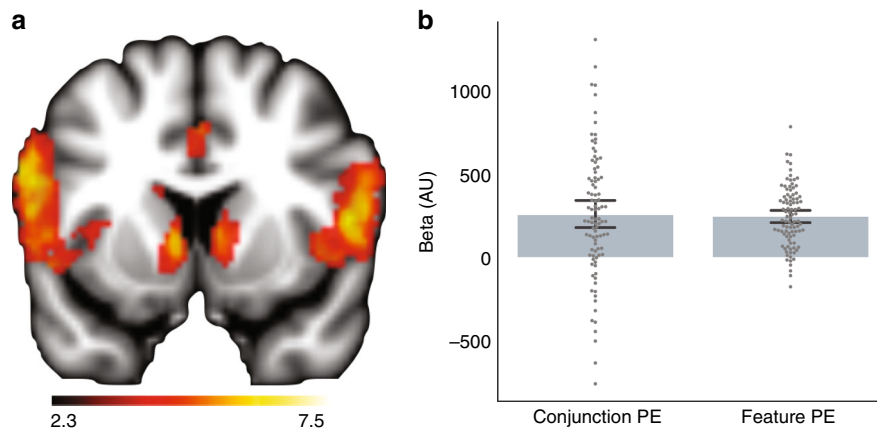 a
2.3
7.5
b
Beta (AU)
1000
500
0
–500
Conjunction PE
Feature PE